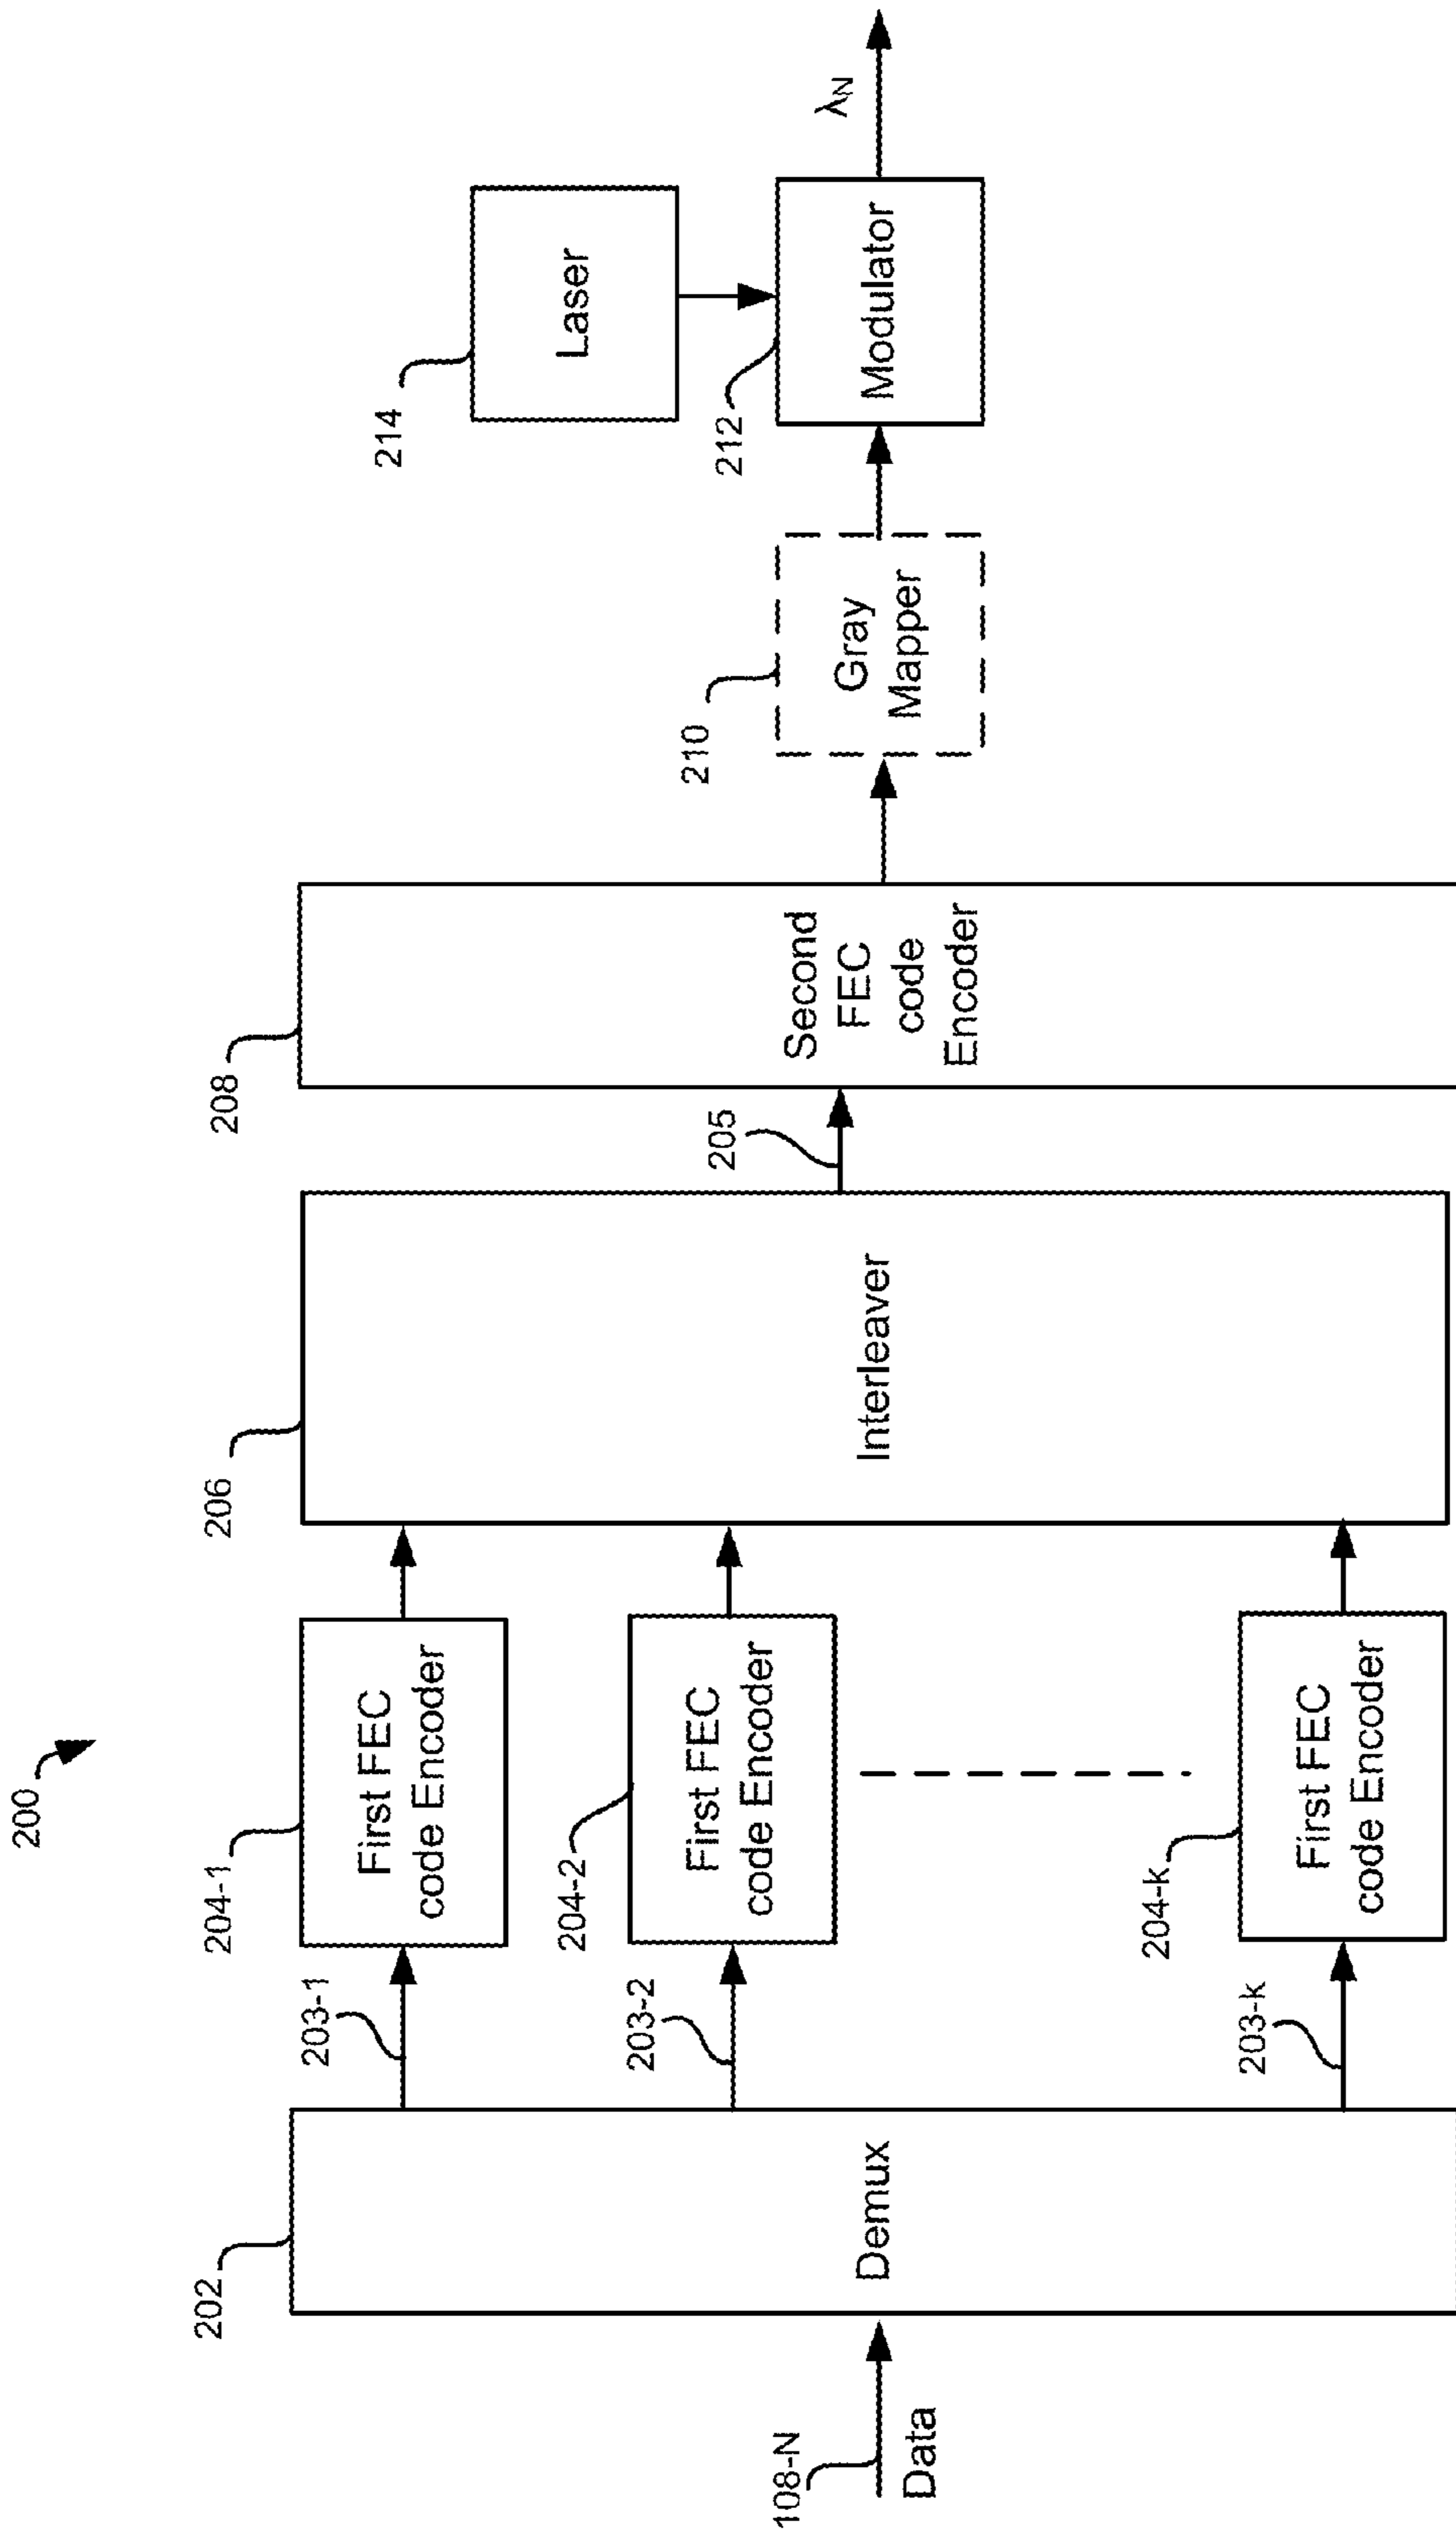 200
108-N
Data
202
Demux
203-1
203-2
203-k
204-1
First FEC
code Encoder
204-2
First FEC
code Encoder
204-k
First FEC
code Encoder
206
Interleaver
205
208
Second
FEC
code
Encoder
210
Gray
Mapper
214
Laser
212
Modulator
λN